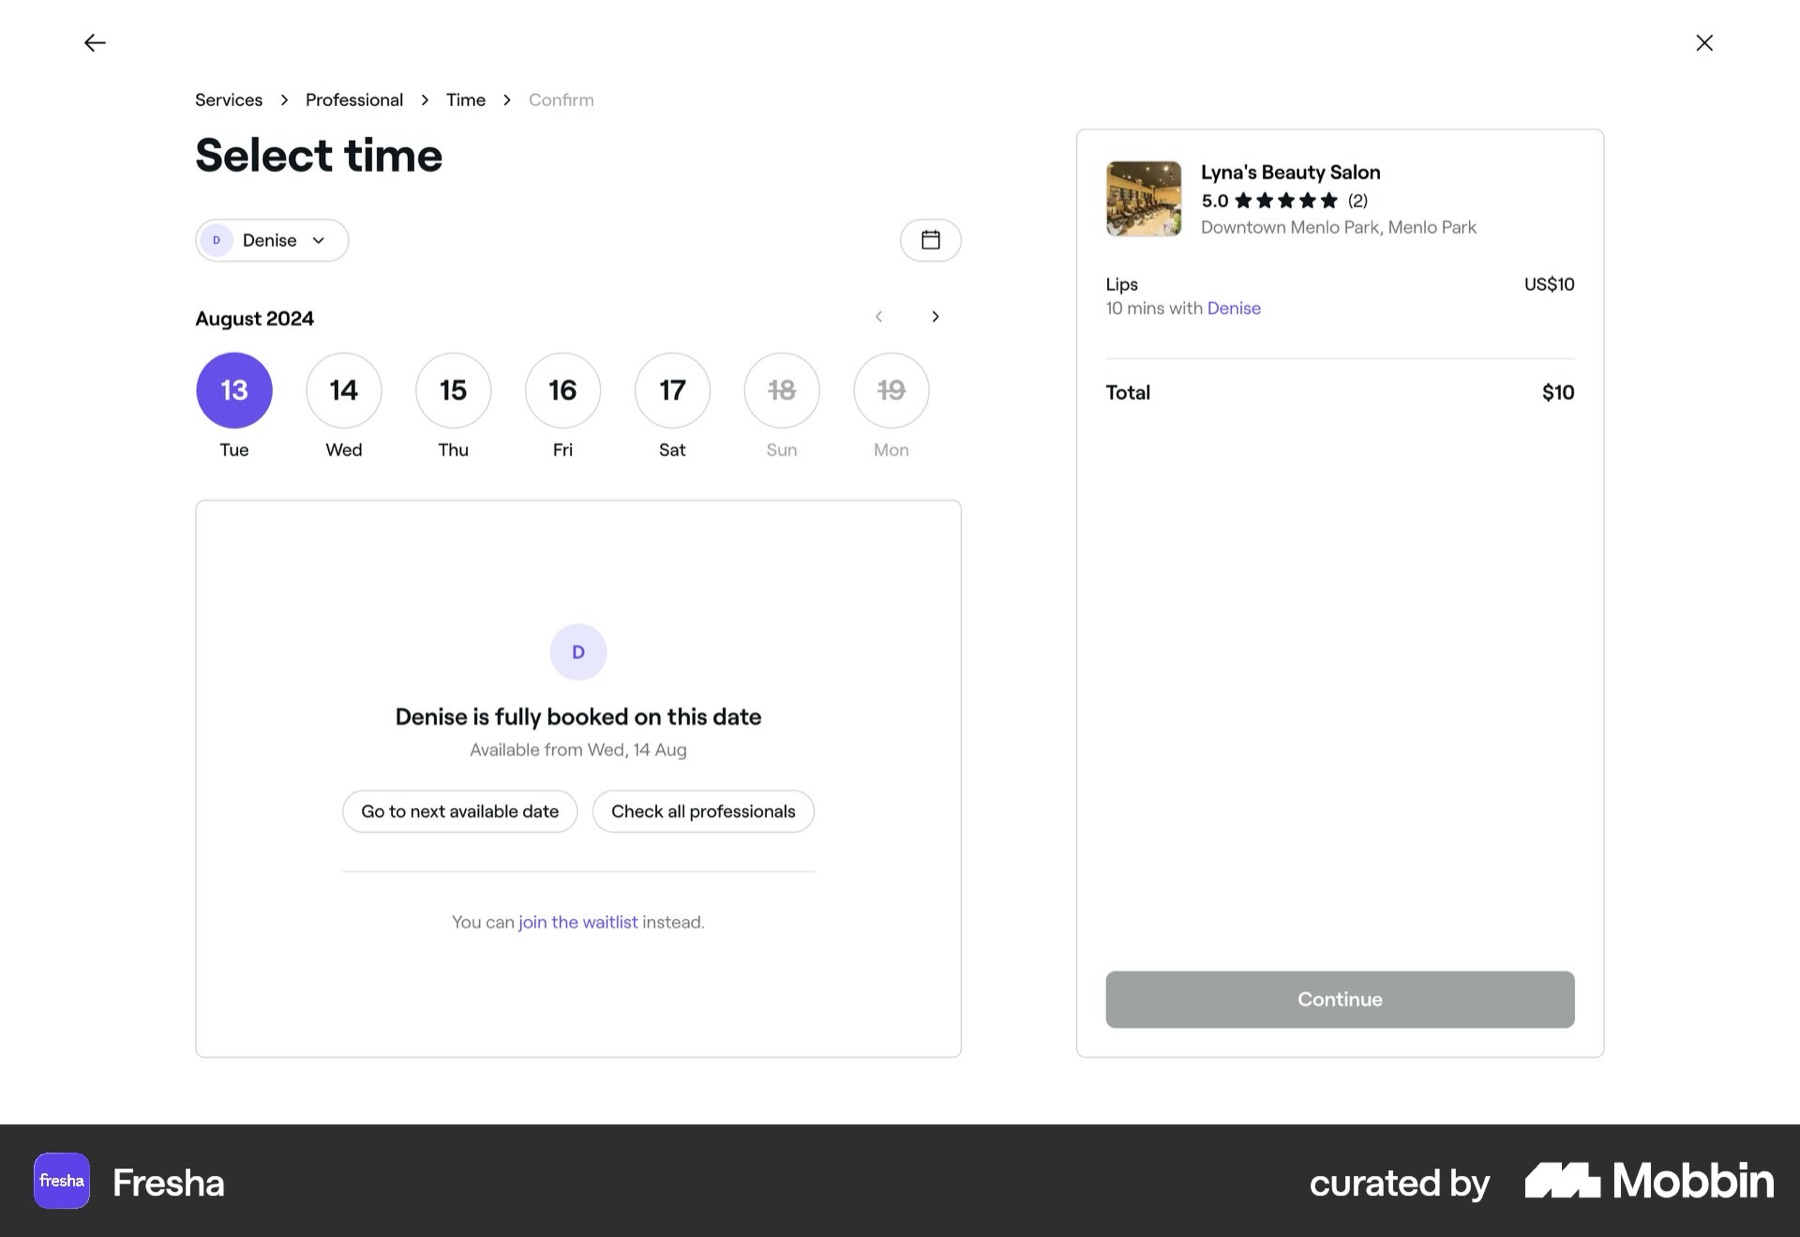 Services > Professional > Time > Confirm
Select time
D Denise
August 2024
13 14 15 16 17 18 19
Tue Wed Thu Fri Sat Sun Mon
D
Denise is fully booked on this date
Available from Wed, 14 Aug
Go to next available date Check all professionals
You can join the waitlist instead.
Lyna's Beauty Salon
5.0 ★★★★★ (2)
Downtown Menlo Park, Menlo Park
Lips US$10
10 mins with Denise
Total $10
Continue
fresha Fresha
curated by Mobbin